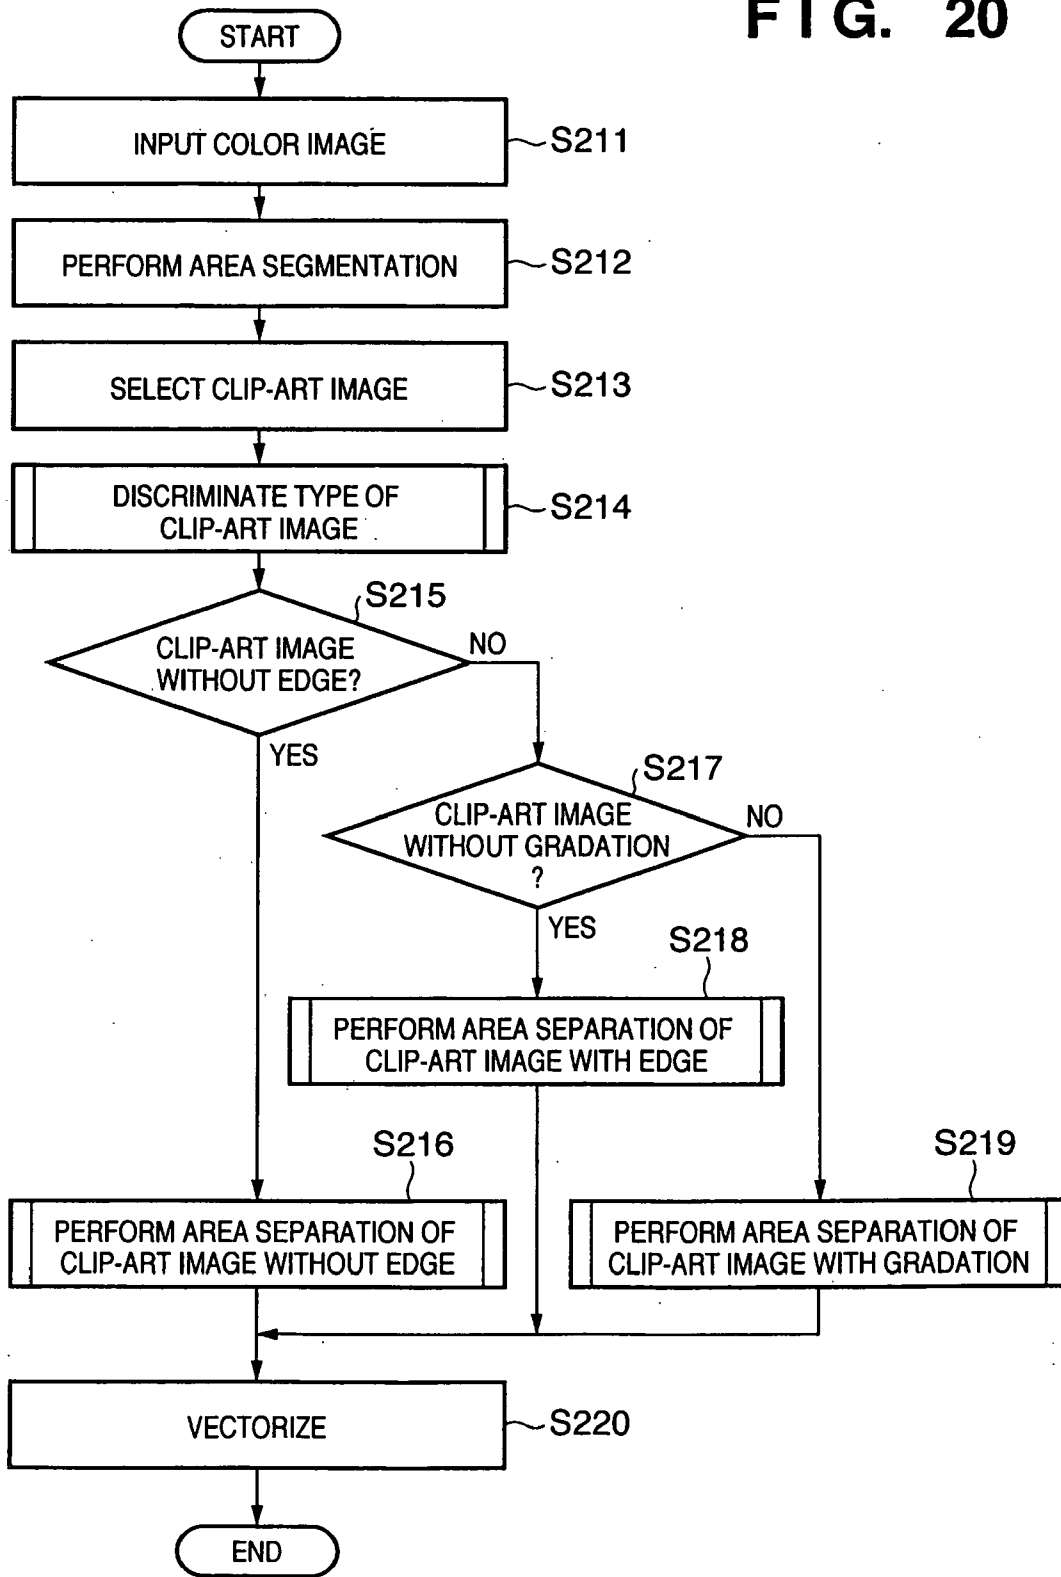 FIG. 20
START
INPUT COLOR IMAGE
S211
PERFORM AREA SEGMENTATION
S212
SELECT CLIP-ART IMAGE
S213
DISCRIMINATE TYPE OF
CLIP-ART IMAGE
S214
S215
CLIP-ART IMAGE
WITHOUT EDGE?
NO
YES
S217
CLIP-ART IMAGE
WITHOUT GRADATION
?
NO
YES
S218
PERFORM AREA SEPARATION OF
CLIP-ART IMAGE WITH EDGE
S216
PERFORM AREA SEPARATION OF
CLIP-ART IMAGE WITHOUT EDGE
S219
PERFORM AREA SEPARATION OF
CLIP-ART IMAGE WITH GRADATION
VECTORIZE
S220
END